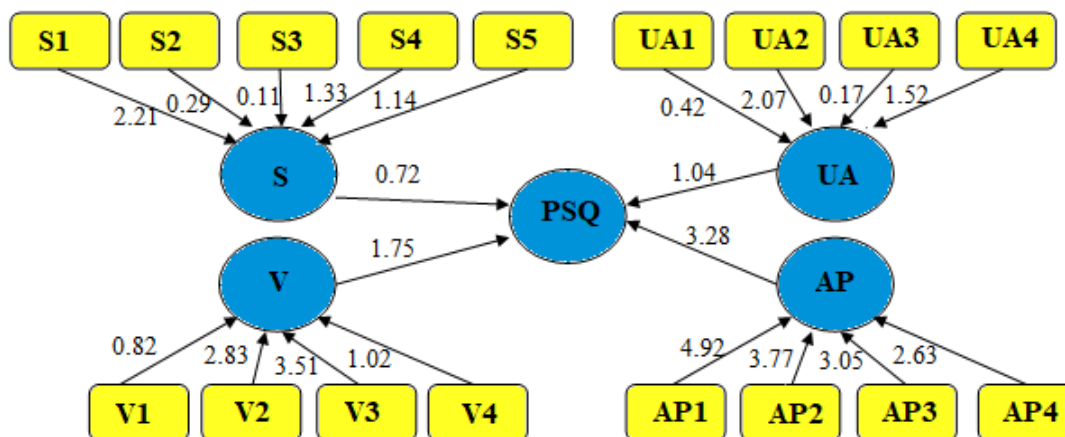 S1 S2 S3 S4 S5 UA1 UA2 UA3 UA4
2.21 0.29 0.11 1.33 1.14 0.42 2.07 0.17 1.52
S 0.72 PSQ 1.04 UA
V 1.75 3.28 AP
0.82 2.83 3.51 1.02 4.92 3.77 3.05 2.63
V1 V2 V3 V4 AP1 AP2 AP3 AP4